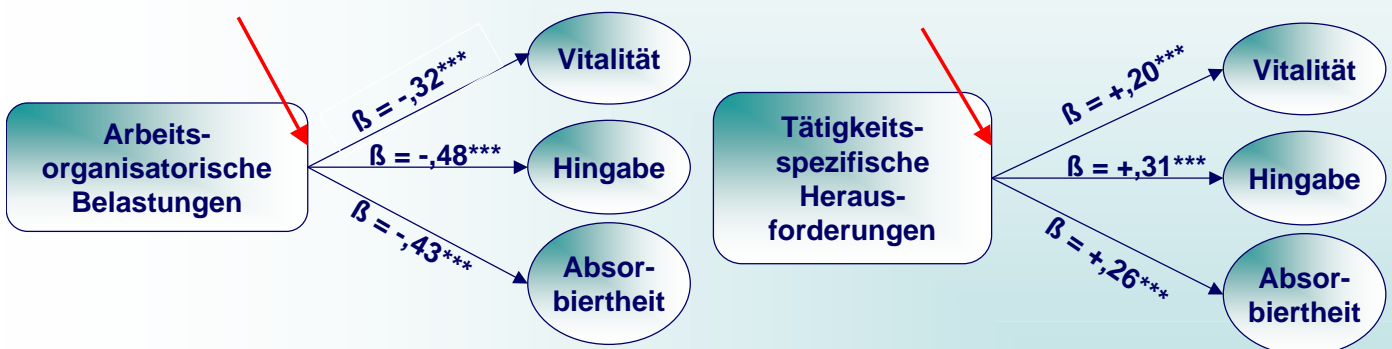 Arbeits-
organisatorische
Belastungen
ß = -,32***
ß = -,48***
ß = -,43***
Vitalität
Hingabe
Absor-
biertheit
Tätigkeits-
spezifische
Heraus-
forderungen
ß = +,20***
ß = +,31***
ß = +,26***
Vitalität
Hingabe
Absor-
biertheit